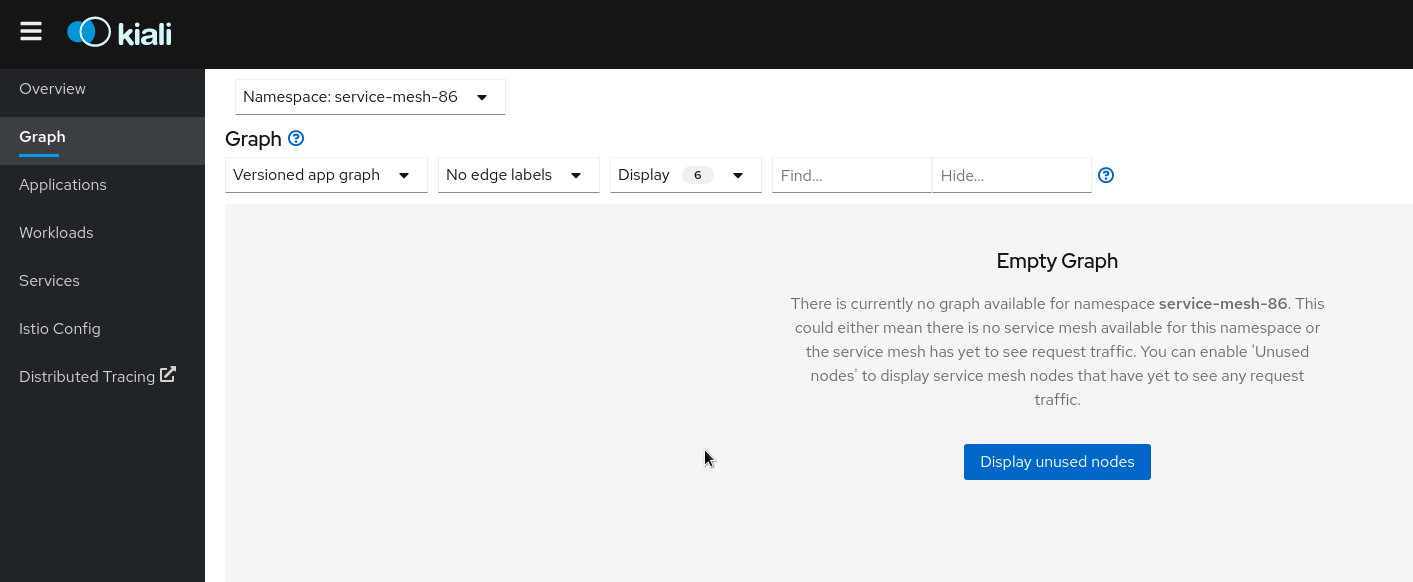 kiali
Overview
Graph
Applications
Workloads
Services
Istio Config
Distributed Tracing
Namespace: service-mesh-86
Graph
Versioned app graph
No edge labels
Display 6
Find...
Hide...
Empty Graph
There is currently no graph available for namespace service-mesh-86. This
could either mean there is no service mesh available for this namespace or
the service mesh has yet to see request traffic. You can enable 'Unused
nodes' to display service mesh nodes that have yet to see any request
traffic.
Display unused nodes